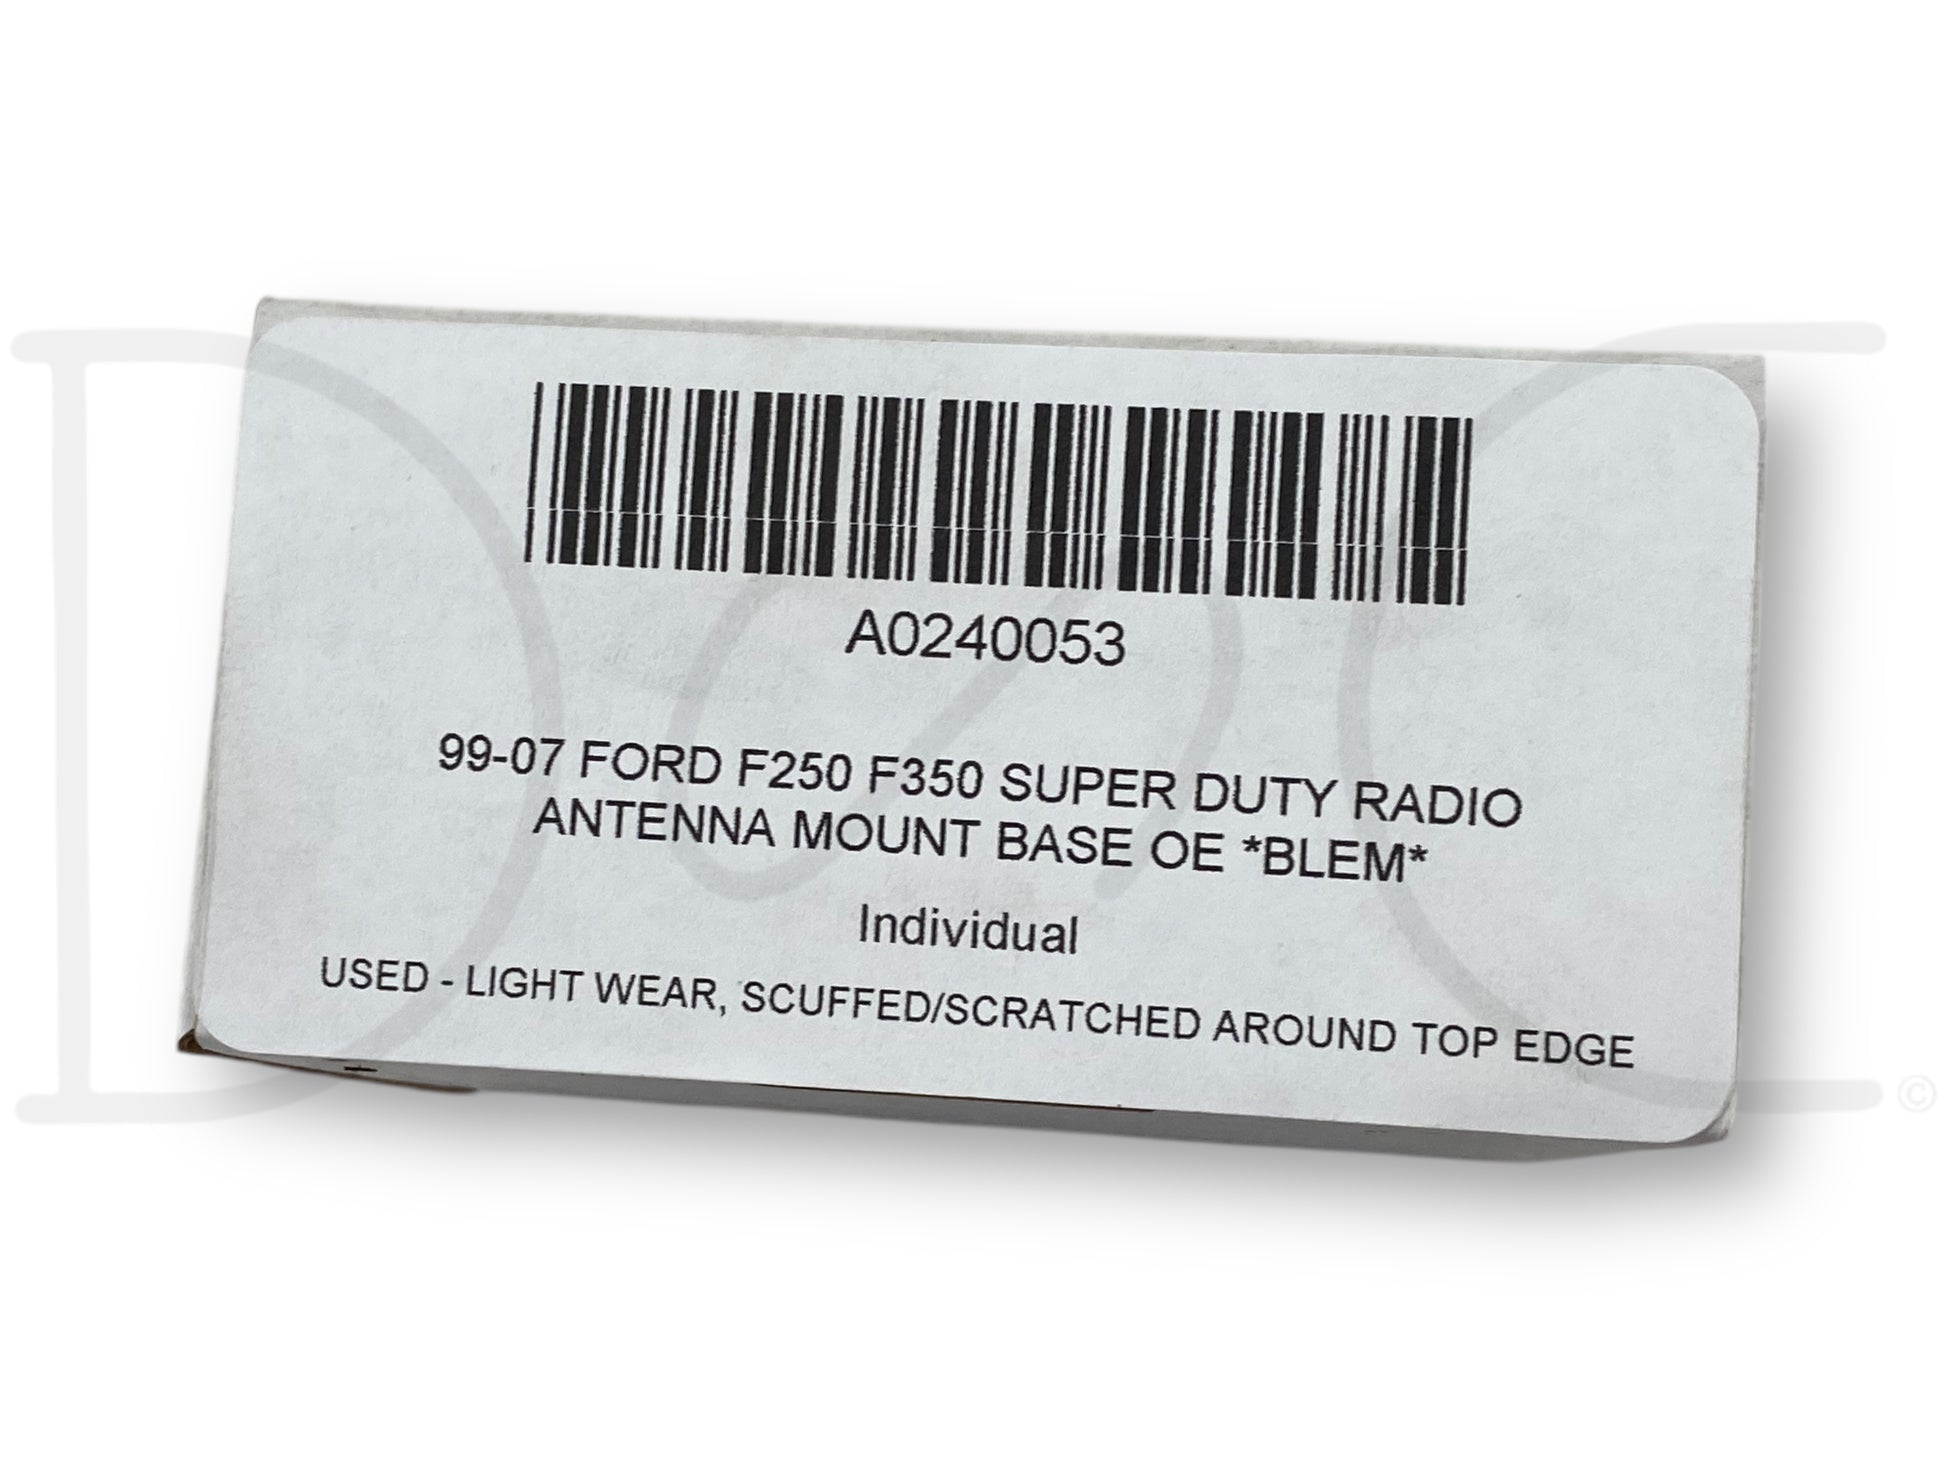 A0240053
99-07 FORD F250 F350 SUPER DUTY RADIO
ANTENNA MOUNT BASE OE *BLEM*
Individual
USED - LIGHT WEAR, SCUFFED/SCRATCHED AROUND TOP EDGE
©